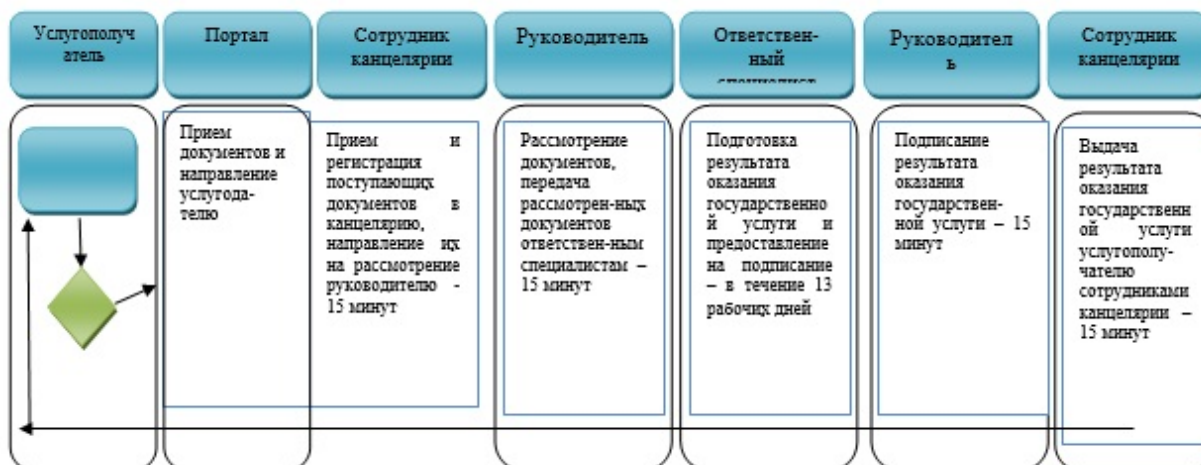 Услугополуч
атель
Портал
Сотрудник
канцелярии
Руководитель
Ответствен-
ный
специалист
Руководител
ь
Сотрудник
канцелярии
Прием
документов и
направление
услугода-
телю
Прием и
регистрация
поступающих
документов в
канцелярию,
направление их
на рассмотрение
руководителю -
15 минут
Рассмотрение
документов,
передача
рассмотрен-ных
документов
ответствен-ным
специалистам –
15 минут
Подготовка
результата
оказания
государственно
й услуги и
предоставление
на подписание
– в течение 13
рабочих дней
Подписание
результата
оказания
государствен-
ной услуги – 15
минут
Выдача
результата
оказания
государственн
ой услуги
услугополу-
чателю
сотрудниками
канцелярии –
15 минут